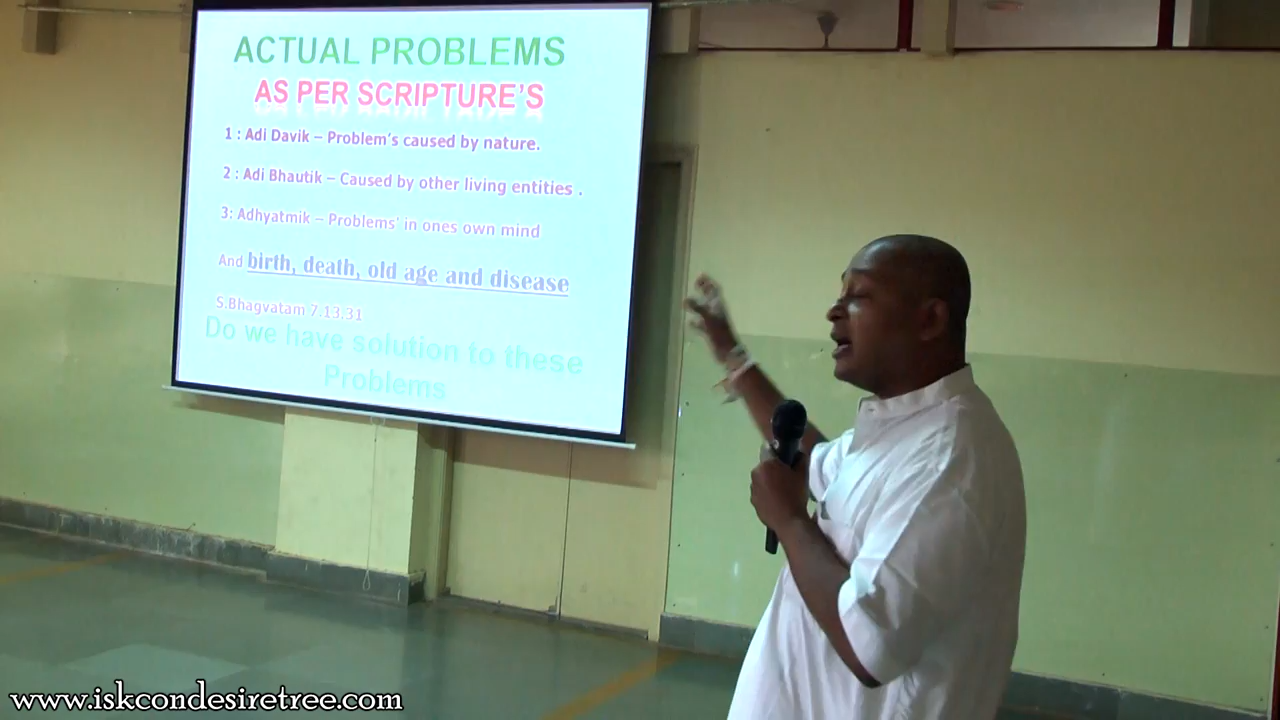 ACTUAL PROBLEMS
AS PER SCRIPTURE'S
1 : Adi Davik – Problem's caused by nature.
2 : Adi Bhautik – Caused by other living entities .
3: Adhyatmik – Problems' in ones own mind
And birth, death, old age and disease
S.Bhagvatam 7.13.31
Do we have solution to these
Problems
www.iskcondesiretree.com